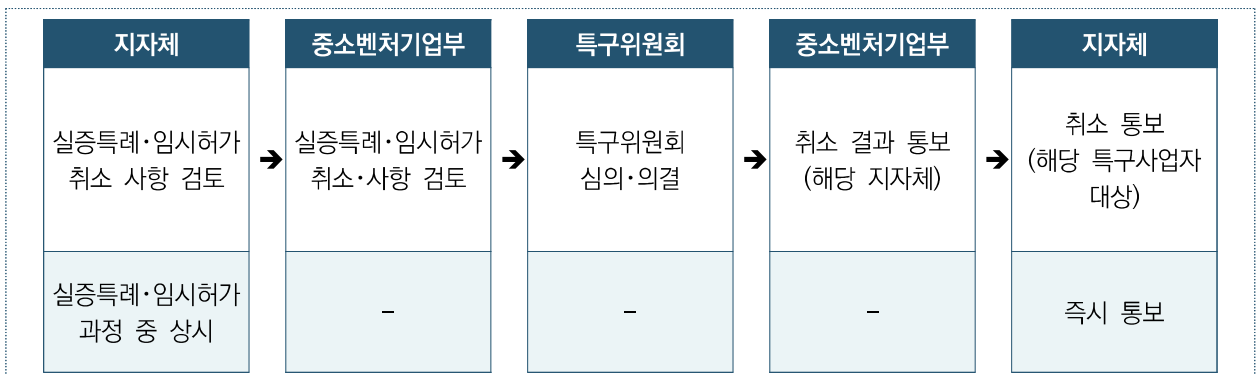 지자체
실증특례·임시허가
취소 사항 검토
실증특례·임시허가
과정 중 상시
➔
중소벤처기업부
실증특례·임시허가
취소·사항 검토
–
➔
특구위원회
특구위원회
심의·의결
–
➔
중소벤처기업부
취소 결과 통보
(해당 지자체)
–
➔
지자체
취소 통보
(해당 특구사업자
대상)
즉시 통보